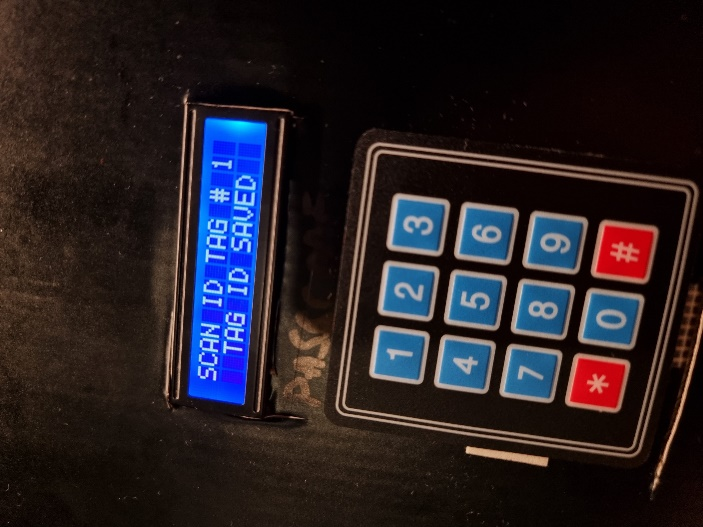 SCAN ID TAG # 1
TAG ID SAVED
1 2 3
4 5 6
7 8 9
* 0 #